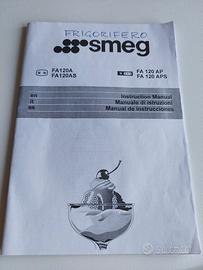 FRIGORIFERO
smeg
FA120A
FA120AS
FA 120 AP
FA 120 APS
en
it
es
Instruction Manual
Manuale di istruzioni
Manual de instrucciones
subito